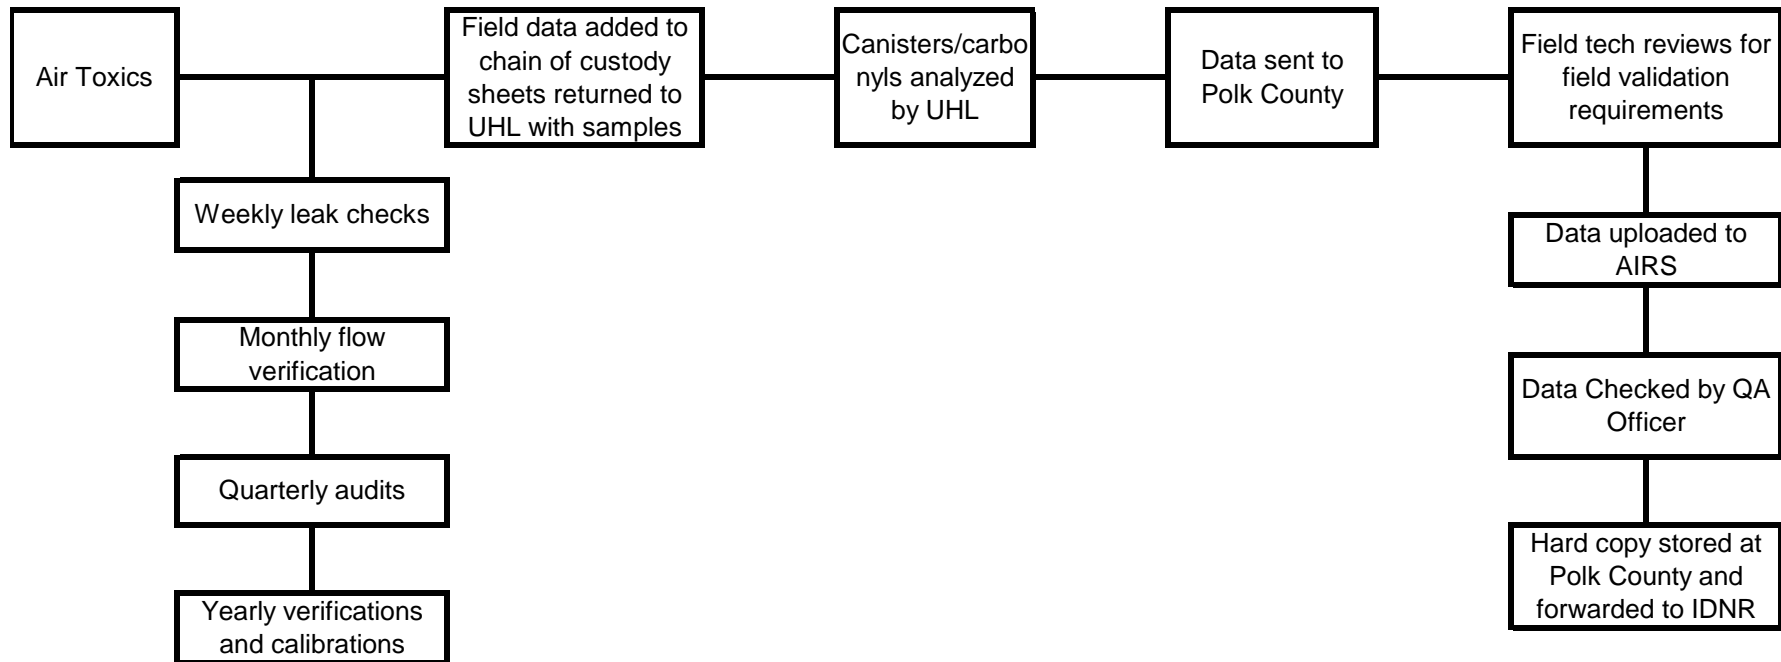 Air Toxics
Field data added to
chain of custody
sheets returned to
UHL with samples
Canisters/carbo
nyls analyzed
by UHL
Data sent to
Polk County
Field tech reviews for
field validation
requirements
Weekly leak checks
Monthly flow
verification
Quarterly audits
Yearly verifications
and calibrations
Data uploaded to
AIRS
Data Checked by QA
Officer
Hard copy stored at
Polk County and
forwarded to IDNR